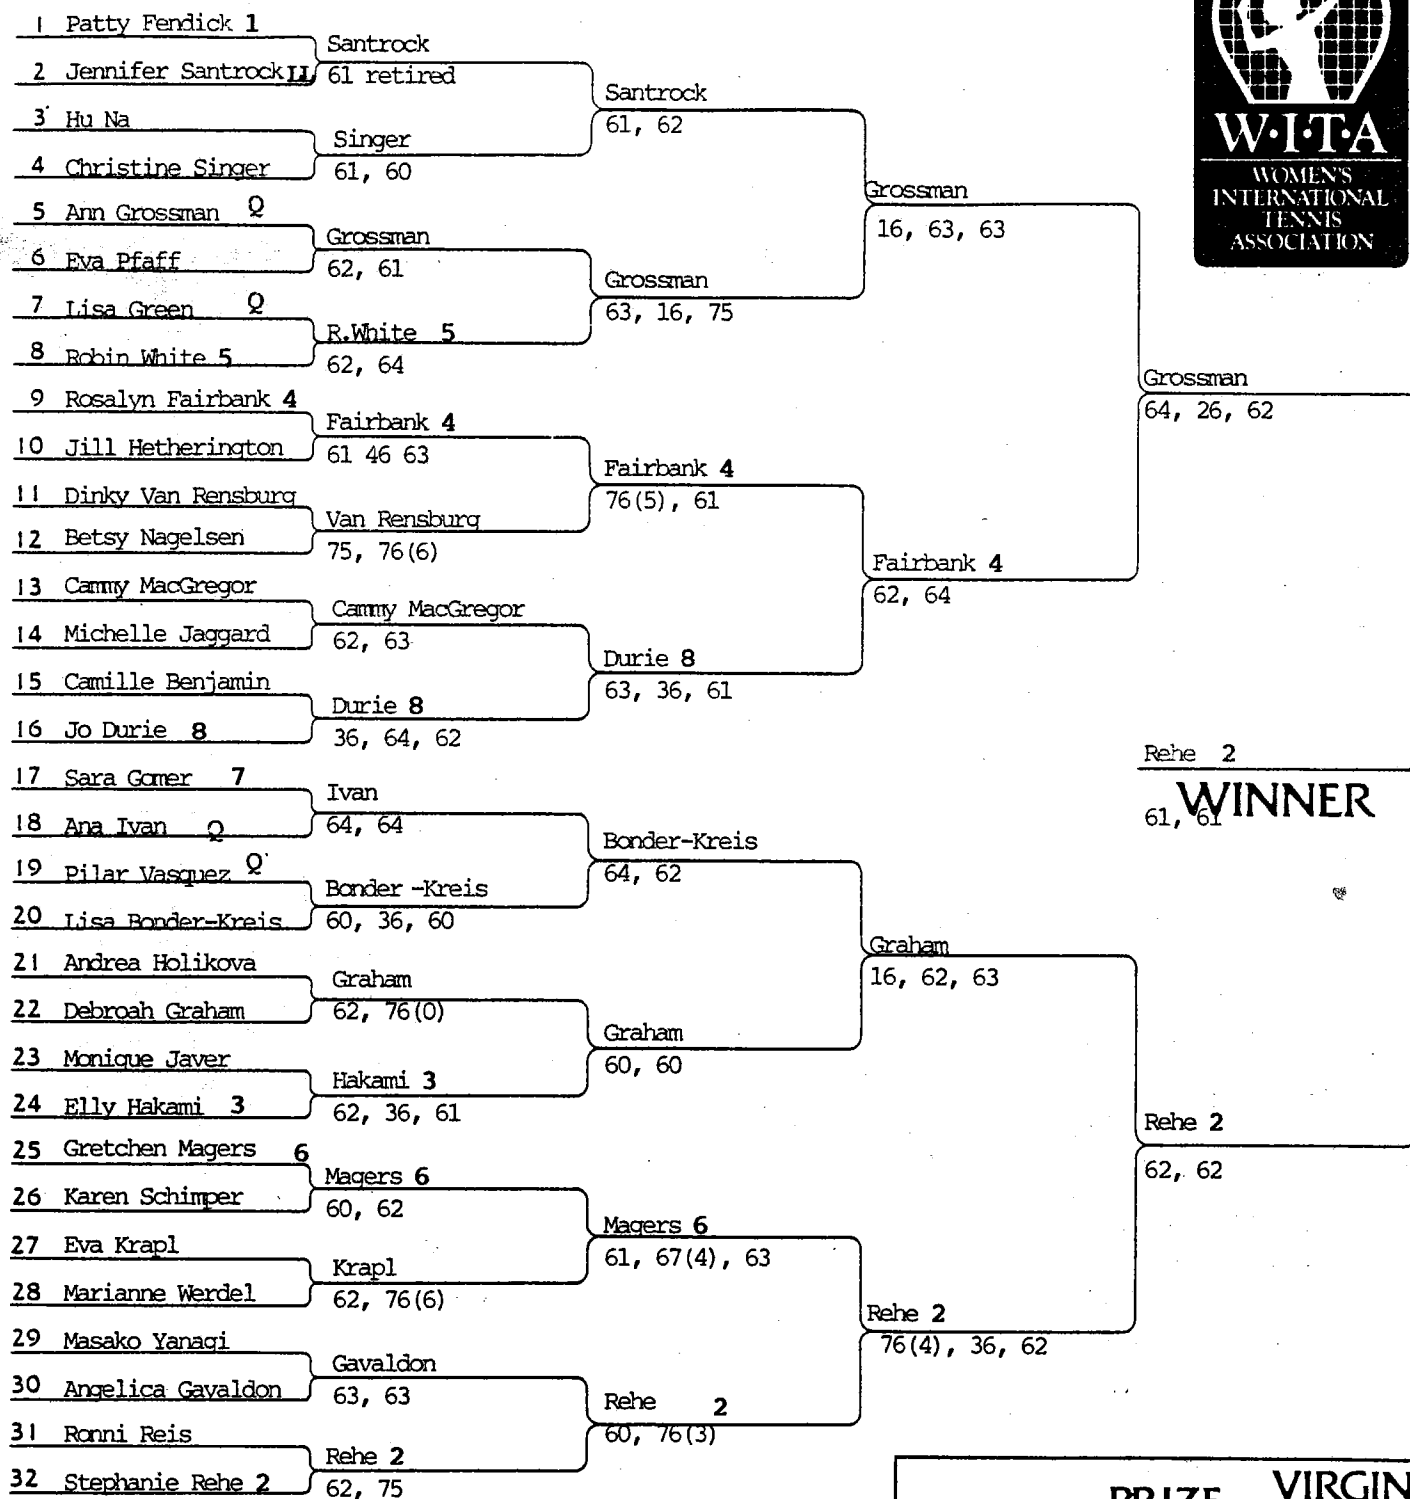 1 Patty Fendick 1
2 Jennifer Santrock LL
3 Hu Na
4 Christine Singer
5 Ann Grossman Q
6 Eva Pfaff
7 Lisa Green Q
8 Robin White 5
9 Rosalyn Fairbank 4
10 Jill Hetherington
11 Dinky Van Rensburg
12 Betsy Nagelsen
13 Cammy MacGregor
14 Michelle Jaggard
15 Camille Benjamin
16 Jo Durie 8
17 Sara Gomer 7
18 Ana Ivan Q
19 Pilar Vasquez Q
20 Lisa Bonder-Kreis
21 Andrea Holikova
22 Debroah Graham
23 Monique Javer
24 Elly Hakami 3
25 Gretchen Magers 6
26 Karen Schimper
27 Eva Krapl
28 Marianne Werdel
29 Masako Yanagi
30 Angelica Gavaldon
31 Ronni Reis
32 Stephanie Rehe 2
Santrock
61 retired
Singer
61, 60
Grossman
62, 61
R.White 5
62, 64
Fairbank 4
61 46 63
Van Rensburg
75, 76(6)
Cammy MacGregor
62, 63
Durie 8
36, 64, 62
Ivan
64, 64
Bonder -Kreis
60, 36, 60
Graham
62, 76(0)
Hakami 3
62, 36, 61
Magers 6
60, 62
Krapl
62, 76(6)
Gavaldon
63, 63
Rehe 2
62, 75
Santrock
61, 62
Grossman
63, 16, 75
Fairbank 4
76(5), 61
Durie 8
63, 36, 61
Bonder-Kreis
64, 62
Graham
60, 60
Magers 6
61, 67(4), 63
Rehe 2
60, 76(3)
Grossman
16, 63, 63
Fairbank 4
62, 64
Graham
16, 62, 63
Rehe 2
76(4), 36, 62
W·I·T·A
WOMEN'S
INTERNATIONAL
TENNIS
ASSOCIATION
Grossman
64, 26, 62
Rehe 2
61, 61
WINNER
Rehe 2
62, 62
PRIZE
VIRGIN